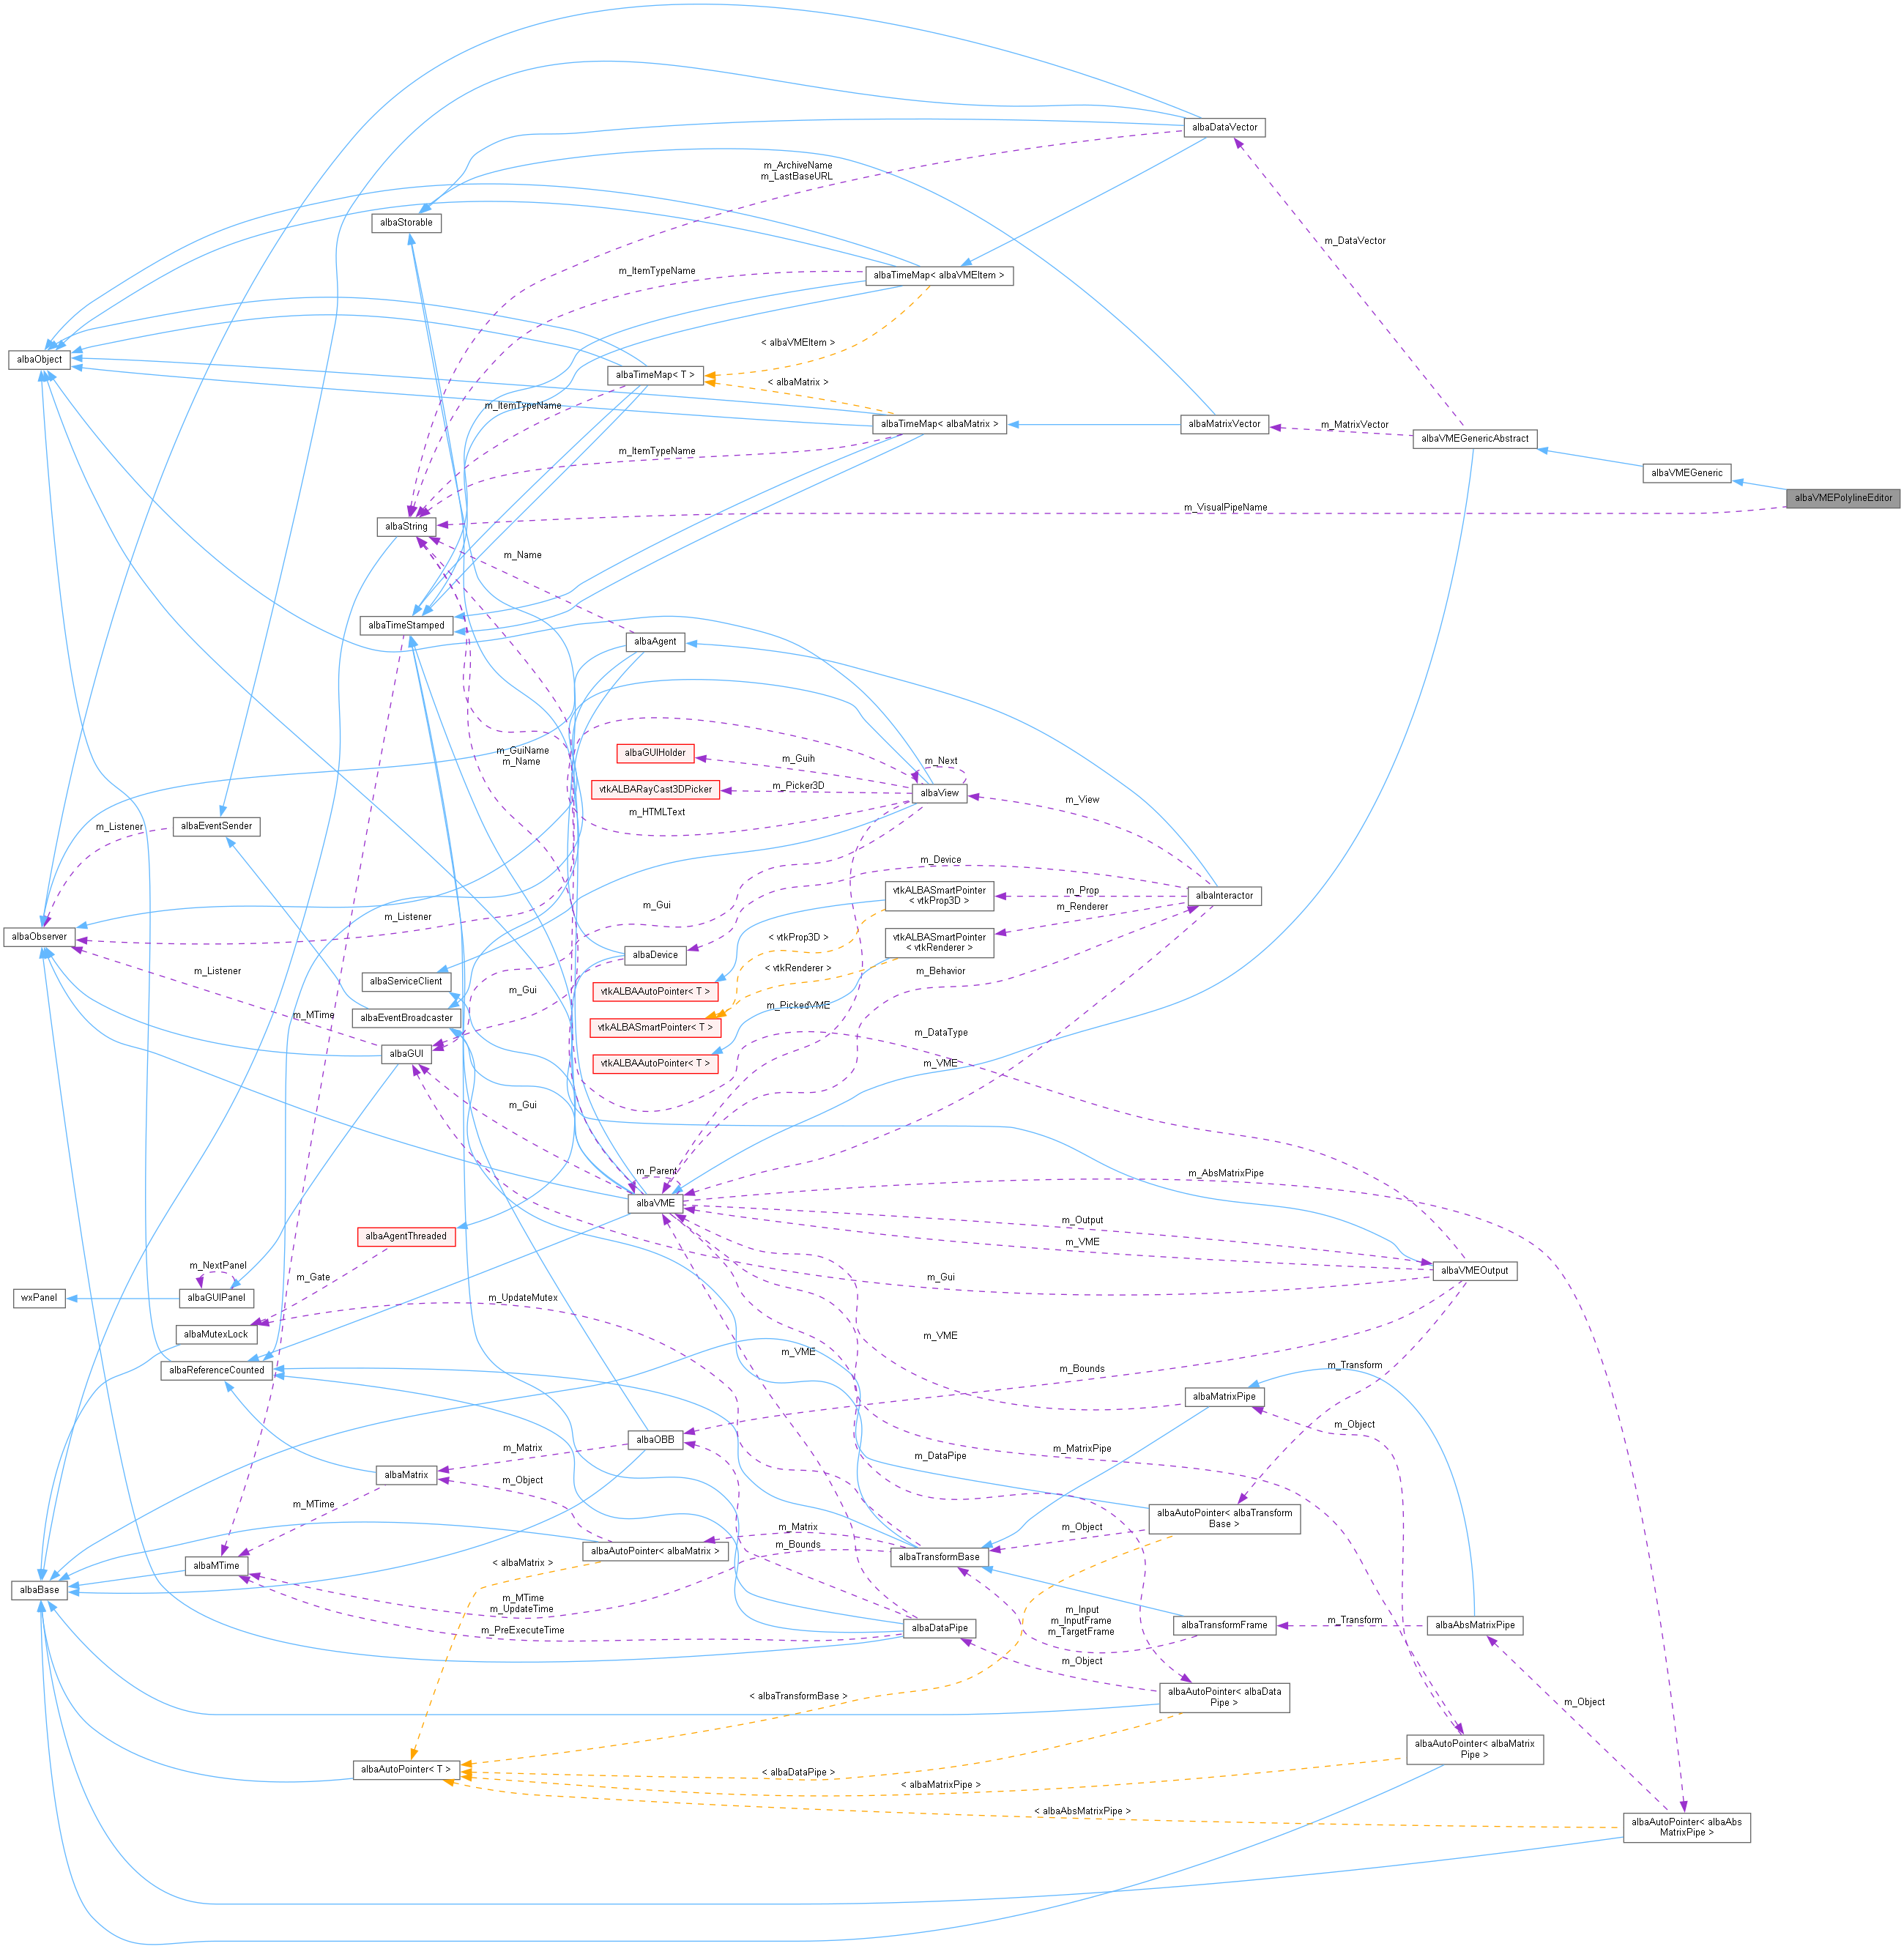 albaDataVector
m_ArchiveName
m_LastBaseURL
albaStorable
m_DataVector
m_ItemTypeName
albaTimeMap< albaVMEItem >
< albaVMEItem >
albaObject
albaTimeMap< T >
< albaMatrix >
m_ItemTypeName
albaTimeMap< albaMatrix >
albaMatrixVector
m_MatrixVector
albaVMEGenericAbstract
m_ItemTypeName
albaVMEGeneric
albaVMEPolylineEditor
m_VisualPipeName
albaString
m_Name
albaTimeStamped
albaAgent
m_GuiName
m_Name
albaGUIHolder
m_Guih
m_Next
vtkALBARayCast3DPicker
m_Picker3D
albaView
m_View
m_HTMLText
albaEventSender
m_Listener
m_Device
vtkALBASmartPointer
< vtkProp3D >
m_Prop
albaInteractor
m_Renderer
m_Gui
m_Listener
albaObserver
< vtkProp3D >
vtkALBASmartPointer
< vtkRenderer >
albaDevice
m_Listener
< vtkRenderer >
m_Behavior
albaServiceClient
m_Gui
vtkALBAAutoPointer< T >
m_PickedVME
albaEventBroadcaster
m_MTime
vtkALBASmartPointer< T >
m_DataType
albaGUI
vtkALBAAutoPointer< T >
m_VME
m_Gui
m_Parent
m_AbsMatrixPipe
albaVME
m_Output
albaAgentThreaded
m_VME
m_NextPanel
m_Gate
m_Gui
albaVMEOutput
wxPanel
albaGUIPanel
m_UpdateMutex
albaMutexLock
m_VME
m_VME
albaReferenceCounted
m_Bounds
m_Transform
albaMatrixPipe
m_Object
albaOBB
m_Matrix
m_MatrixPipe
m_DataPipe
albaMatrix
m_Object
m_MTime
albaAutoPointer< albaTransform
Base >
m_Matrix
m_Object
albaAutoPointer< albaMatrix >
m_Bounds
albaTransformBase
albaMTime
< albaMatrix >
albaBase
m_MTime
m_UpdateTime
m_Input
m_InputFrame
m_TargetFrame
albaTransformFrame
m_Transform
albaAbsMatrixPipe
m_PreExecuteTime
albaDataPipe
m_Object
< albaTransformBase >
albaAutoPointer< albaData
Pipe >
m_Object
albaAutoPointer< albaMatrix
Pipe >
albaAutoPointer< T >
< albaDataPipe >
< albaMatrixPipe >
< albaAbsMatrixPipe >
albaAutoPointer< albaAbs
MatrixPipe >